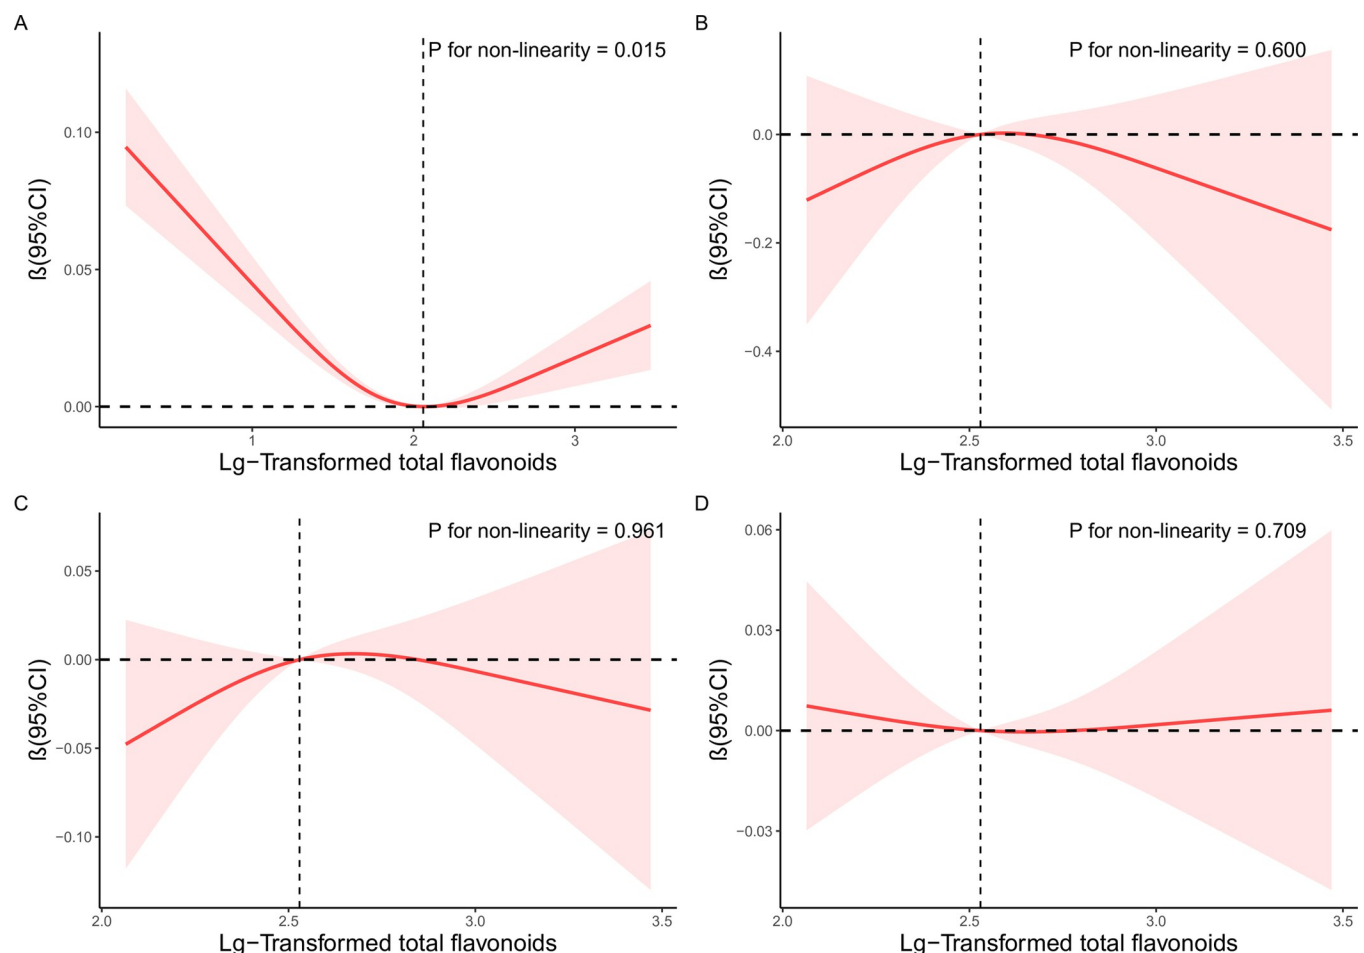 A
P for non-linearity = 0.015
ß(95%CI)
0.10
0.05
0.00
1
2
3
Lg−Transformed total flavonoids
B
P for non-linearity = 0.600
ß(95%CI)
0.0
−0.2
−0.4
2.0
2.5
3.0
3.5
Lg−Transformed total flavonoids
C
P for non-linearity = 0.961
ß(95%CI)
0.05
0.00
−0.05
−0.10
2.0
2.5
3.0
3.5
Lg−Transformed total flavonoids
D
P for non-linearity = 0.709
ß(95%CI)
0.06
0.03
0.00
−0.03
2.0
2.5
3.0
3.5
Lg−Transformed total flavonoids